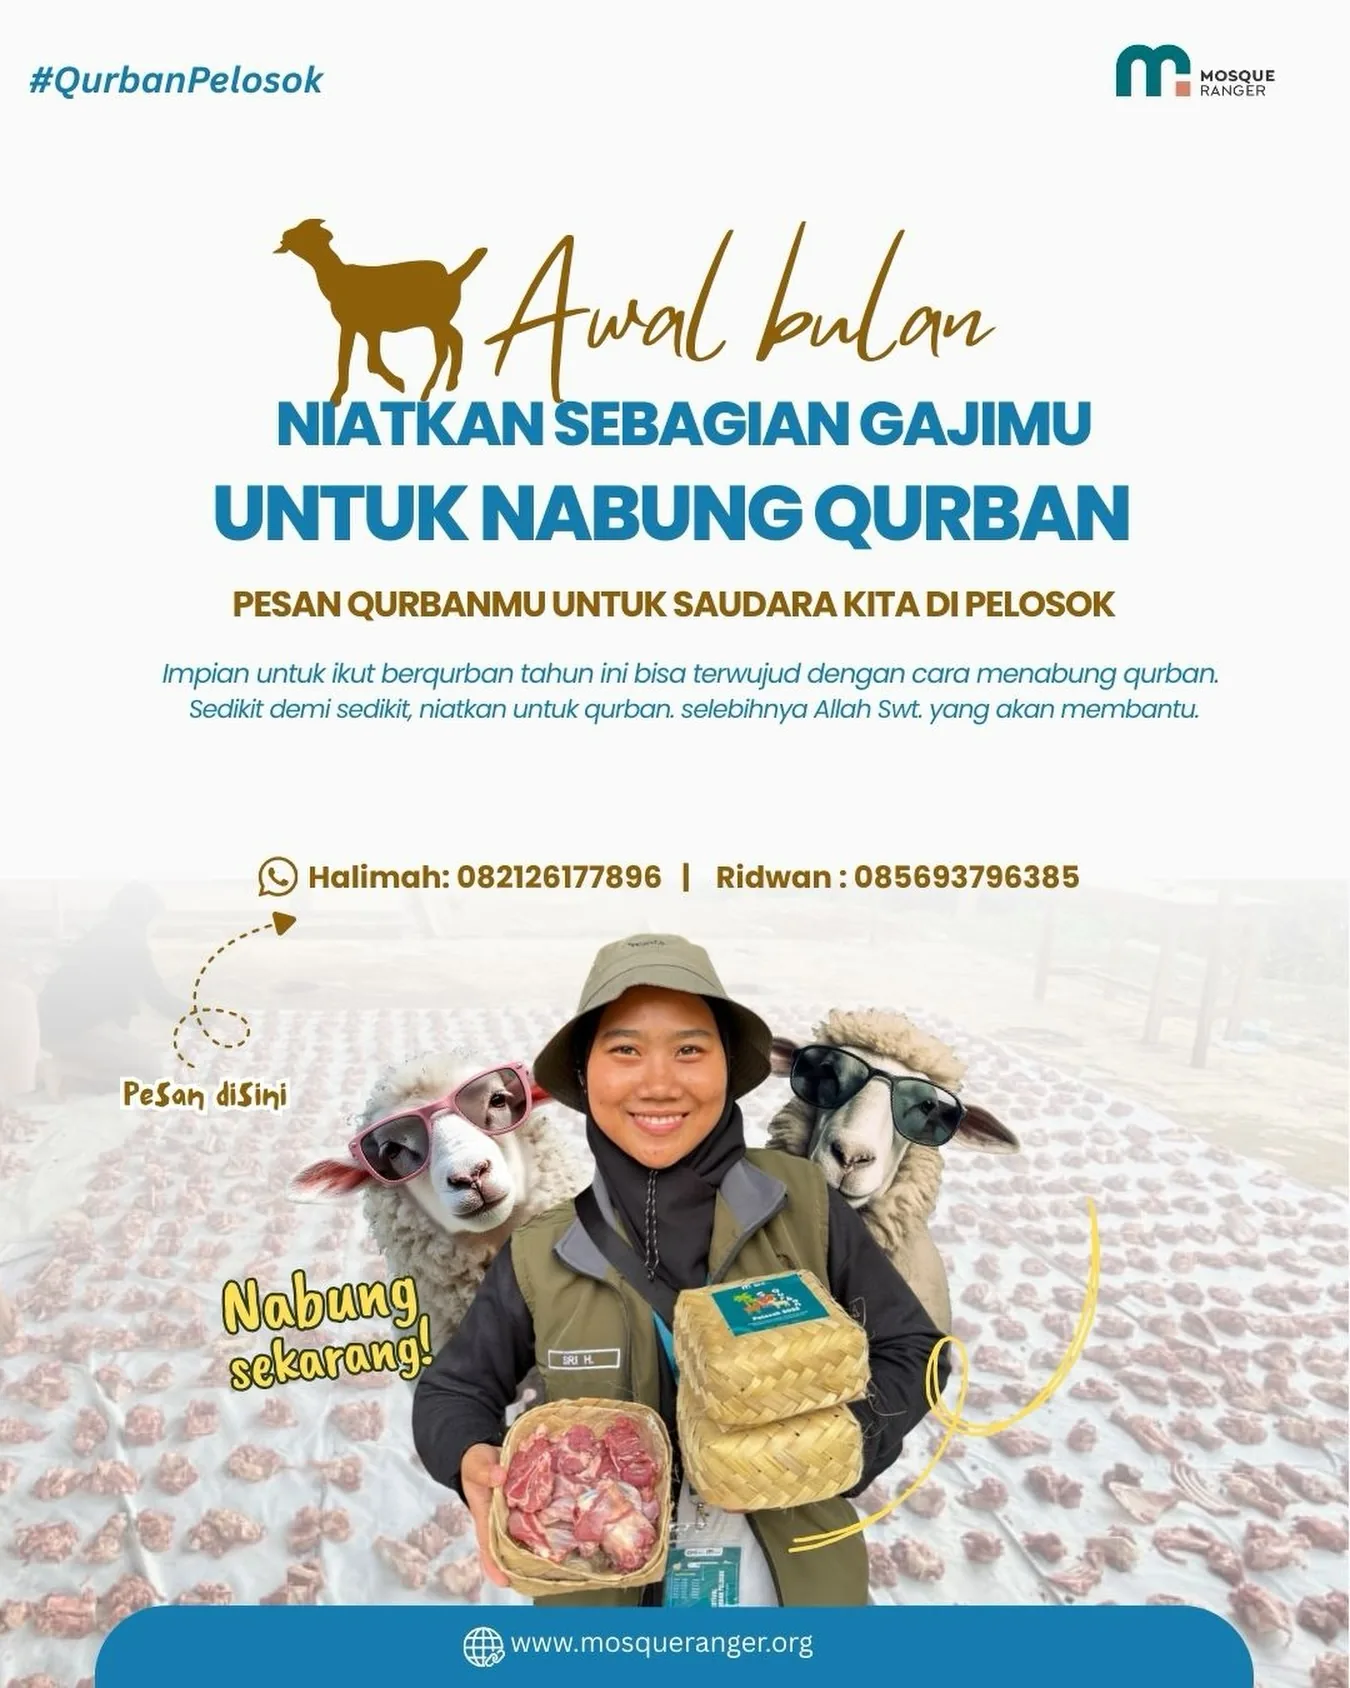 #QurbanPelosok
MOSQUE
RANGER
Awal bulan
NIATKAN SEBAGIAN GAJIMU
UNTUK NABUNG QURBAN
PESAN QURBANMU UNTUK SAUDARA KITA DI PELOSOK
Impian untuk ikut berqurban tahun ini bisa terwujud dengan cara menabung qurban.
Sedikit demi sedikit, niatkan untuk qurban. selebihnya Allah Swt. yang akan membantu.
Halimah: 082126177896 | Ridwan : 085693796385
Pesan disini
Nabung
sekarang!
SRI H.
www.mosqueranger.org